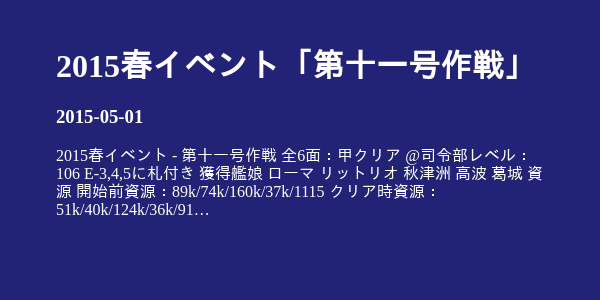 2015春イベント「第十一号作戦」
2015-05-01
2015春イベント - 第十一号作戦 全6面：甲クリア @司令部レベル：
106 E-3,4,5に札付き 獲得艦娘 ローマ リットリオ 秋津洲 高波 葛城 資
源 開始前資源：89k/74k/160k/37k/1115 クリア時資源：
51k/40k/124k/36k/91…